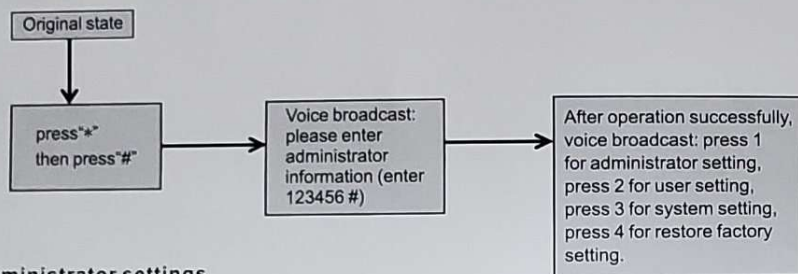 Original state
press"*"
then press"#"
Voice broadcast:
please enter
administrator
information (enter
123456 #)
After operation successfully,
voice broadcast: press 1
for administrator setting,
press 2 for user setting,
press 3 for system setting,
press 4 for restore factory
setting.
settings